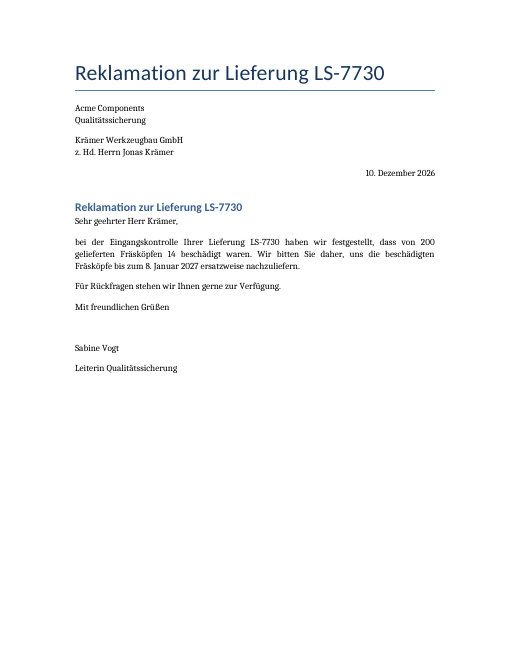 Reklamation zur Lieferung LS-7730
Acme Components
Qualitätssicherung
Krämer Werkzeugbau GmbH
z. Hd. Herrn Jonas Krämer
10. Dezember 2026
Reklamation zur Lieferung LS-7730
Sehr geehrter Herr Krämer,
bei der Eingangskontrolle Ihrer Lieferung LS-7730 haben wir festgestellt, dass von 200
gelieferten Fräsköpfen 14 beschädigt waren. Wir bitten Sie daher, uns die beschädigten
Fräsköpfe bis zum 8. Januar 2027 ersatzweise nachzuliefern.
Für Rückfragen stehen wir Ihnen gerne zur Verfügung.
Mit freundlichen Grüßen
Sabine Vogt
Leiterin Qualitätssicherung